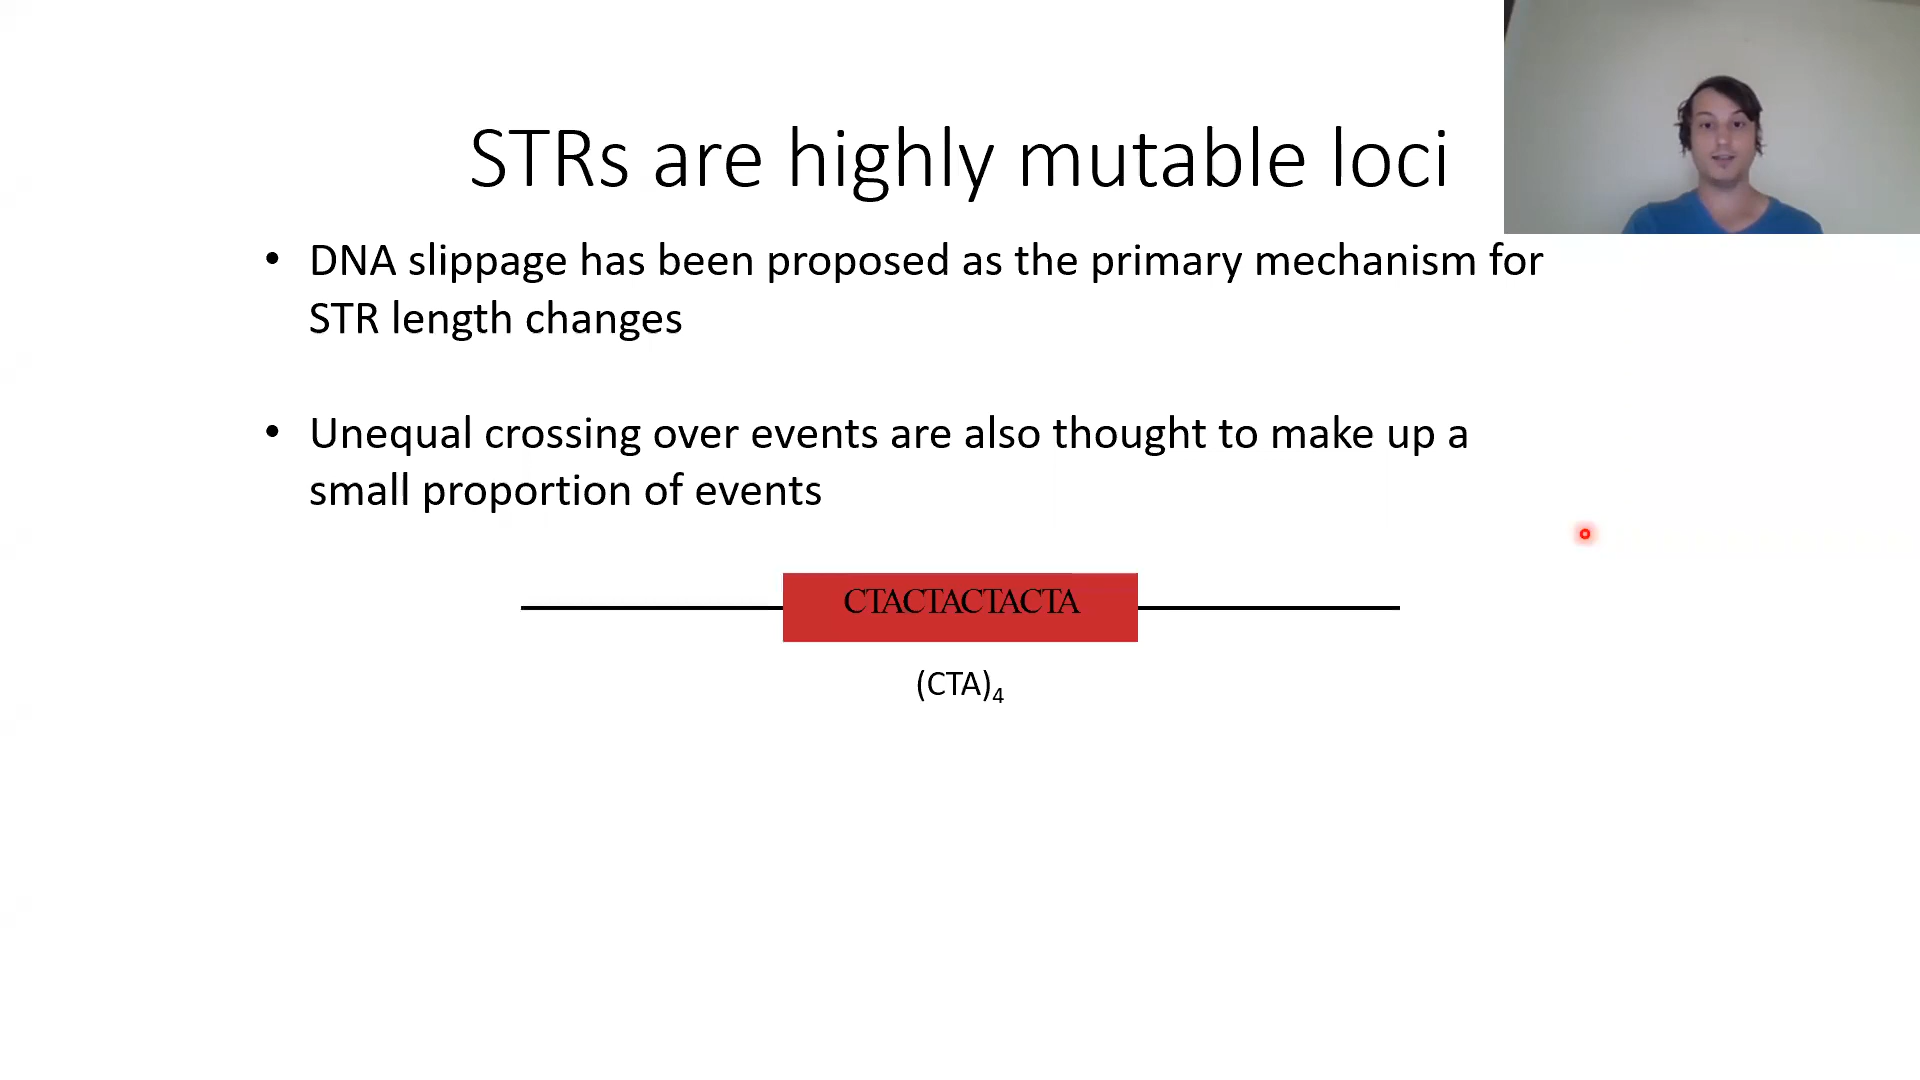 STRs are highly mutable loci
• DNA slippage has been proposed as the primary mechanism for
STR length changes
• Unequal crossing over events are also thought to make up a
small proportion of events
CTACTACTACTA
(CTA)₄